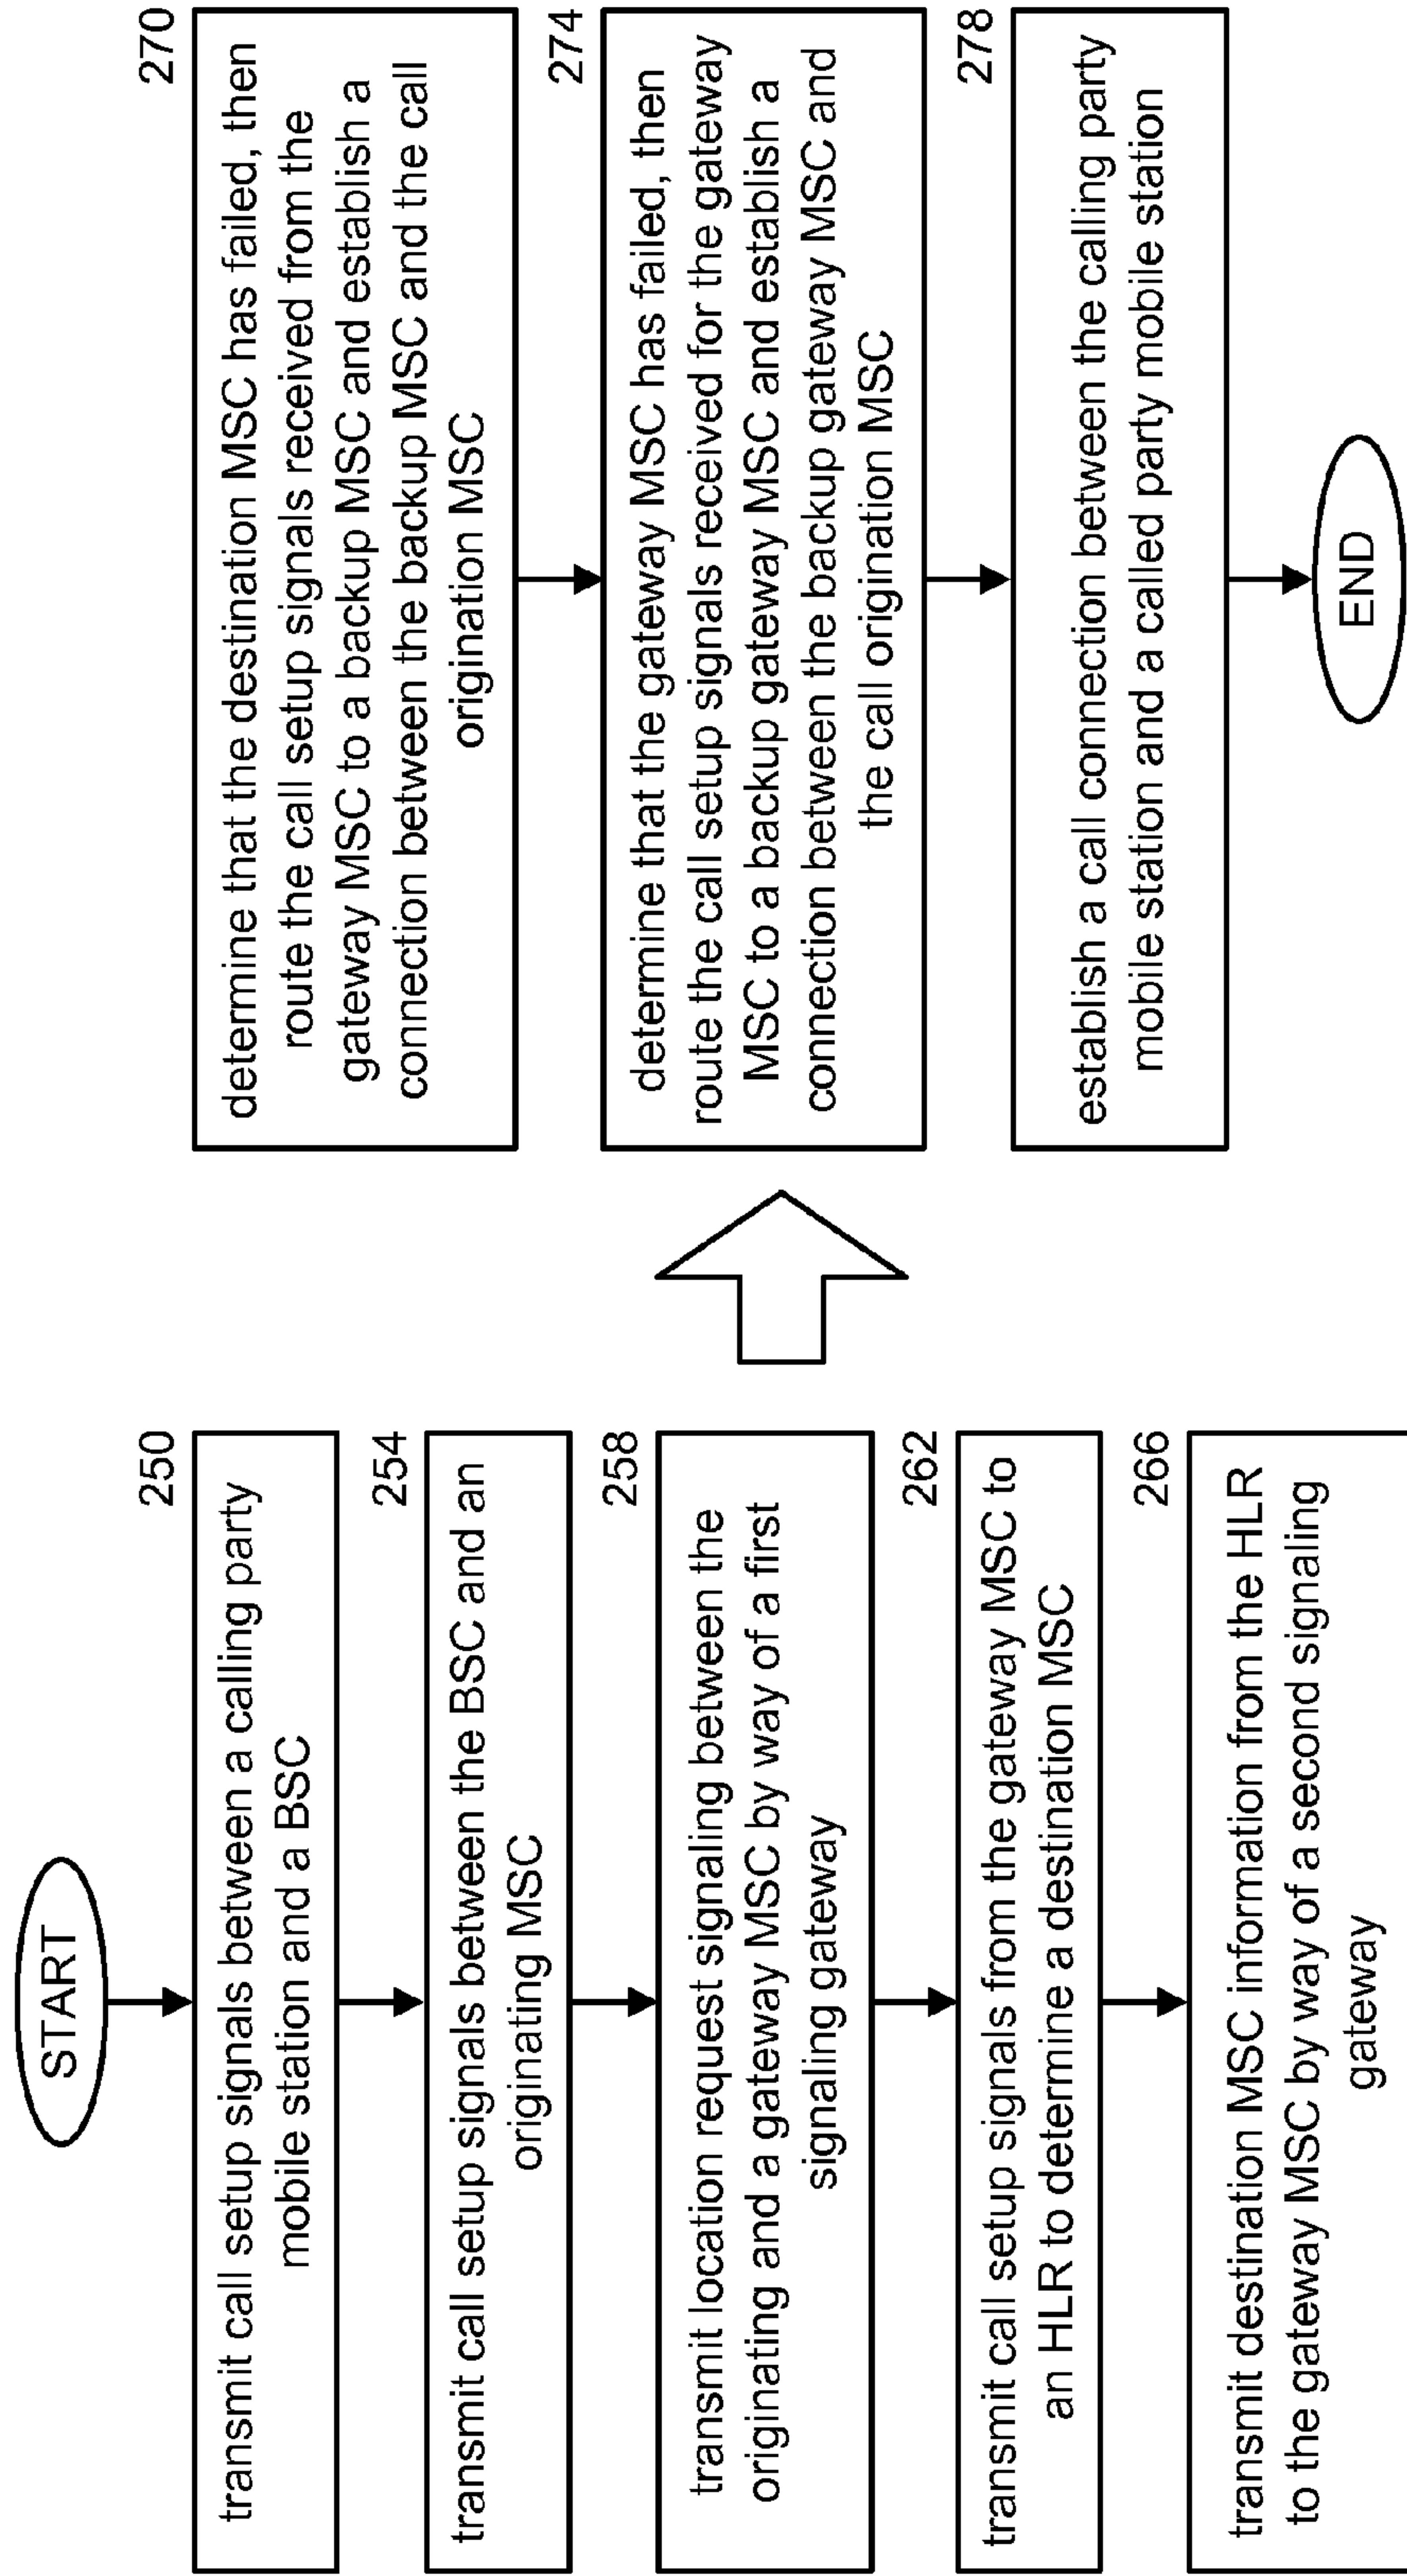 START
250
transmit call setup signals between a calling party
mobile station and a BSC
254
transmit call setup signals between the BSC and an
originating MSC
258
transmit location request signaling between the
originating and a gateway MSC by way of a first
signaling gateway
262
transmit call setup signals from the gateway MSC to
an HLR to determine a destination MSC
266
transmit destination MSC information from the HLR
to the gateway MSC by way of a second signaling
gateway
270
determine that the destination MSC has failed, then
route the call setup signals received from the
gateway MSC to a backup MSC and establish a
connection between the backup MSC and the call
origination MSC
274
determine that the gateway MSC has failed, then
route the call setup signals received for the gateway
MSC to a backup gateway MSC and establish a
connection between the backup gateway MSC and
the call origination MSC
278
establish a call connection between the calling party
mobile station and a called party mobile station
END